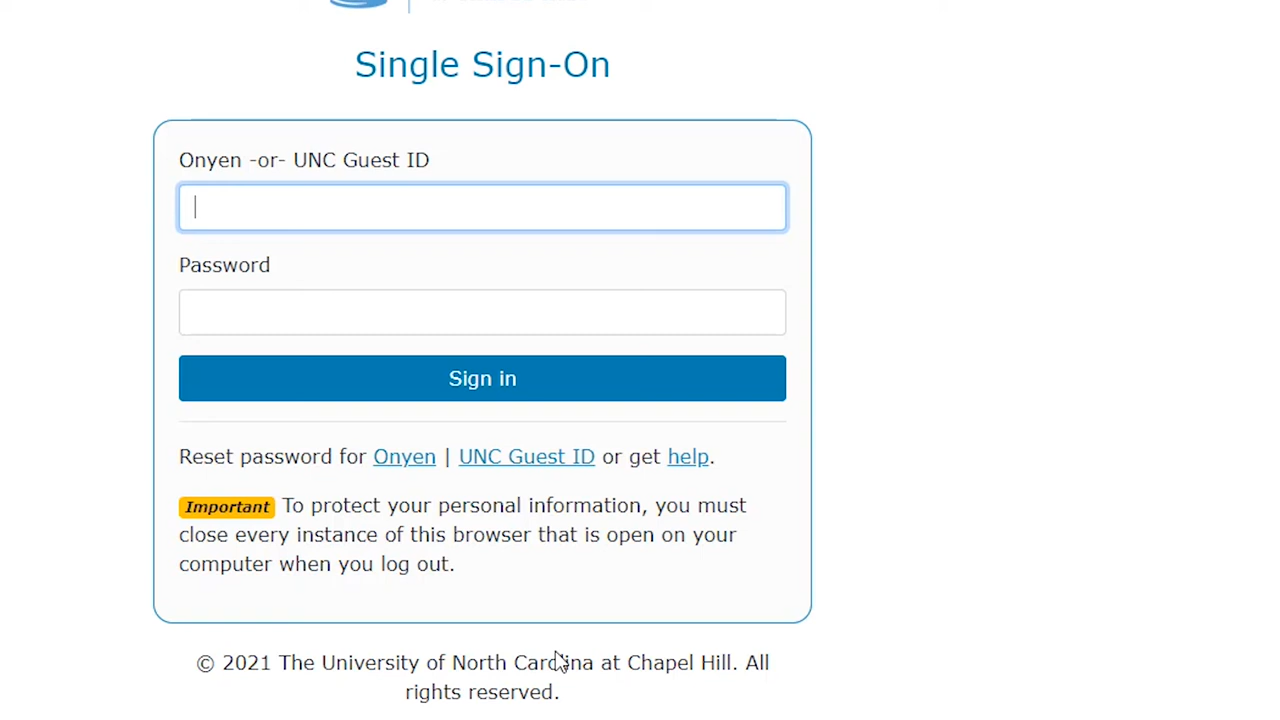 Single Sign-On
Onyen -or- UNC Guest ID
Password
Sign in
Reset password for Onyen | UNC Guest ID or get help.
Important To protect your personal information, you must
close every instance of this browser that is open on your
computer when you log out.
© 2021 The University of North Carolina at Chapel Hill. All
rights reserved.